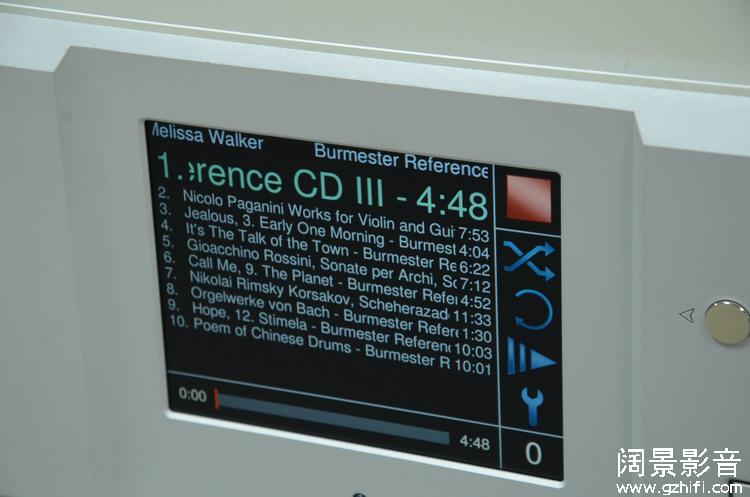 Melissa Walker Burmester Reference
1. erence CD III - 4:48
2. Nicolo Paganini Works for Violin and Gui 7:53
3. Jealous, 3. Early One Morning - Burmest 4:04
4. It's The Talk of the Town - Burmester Re 6:22
5. Gioacchino Rossini, Sonate per Archi, So 7:12
6. Call Me, 9. The Planet - Burmester Refer 4:52
7. Nikolai Rimsky Korsakov, Scheherazad 11:33
8. Orgelwerke von Bach - Burmester Refere 1:30
9. Hope, 12. Stimela - Burmester Referenc 10:03
10. Poem of Chinese Drums - Burmester R 10:01
0:00 4:48
0
阔景影音
www.gzhifi.com